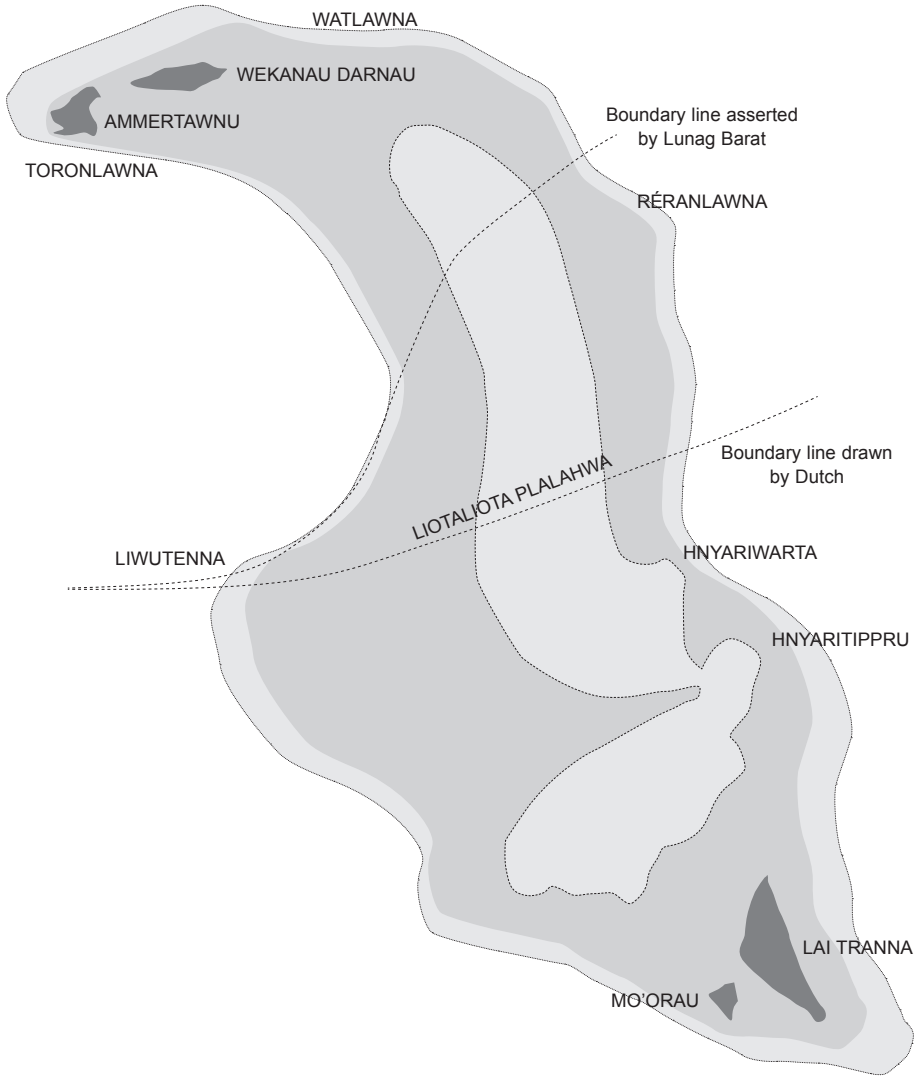 WATLAWNA
WEKANAU DARNAU
AMMERTAWNU
Boundary line asserted
by Lunag Barat
TORONLAWNA
RÉRANLAWNA
Boundary line drawn
by Dutch
LIOTALIOTA PLALAHWA
LIWUTENNA
HNYARIWARTA
HNYARITIPPRU
LAI TRANNA
MO'ORAU